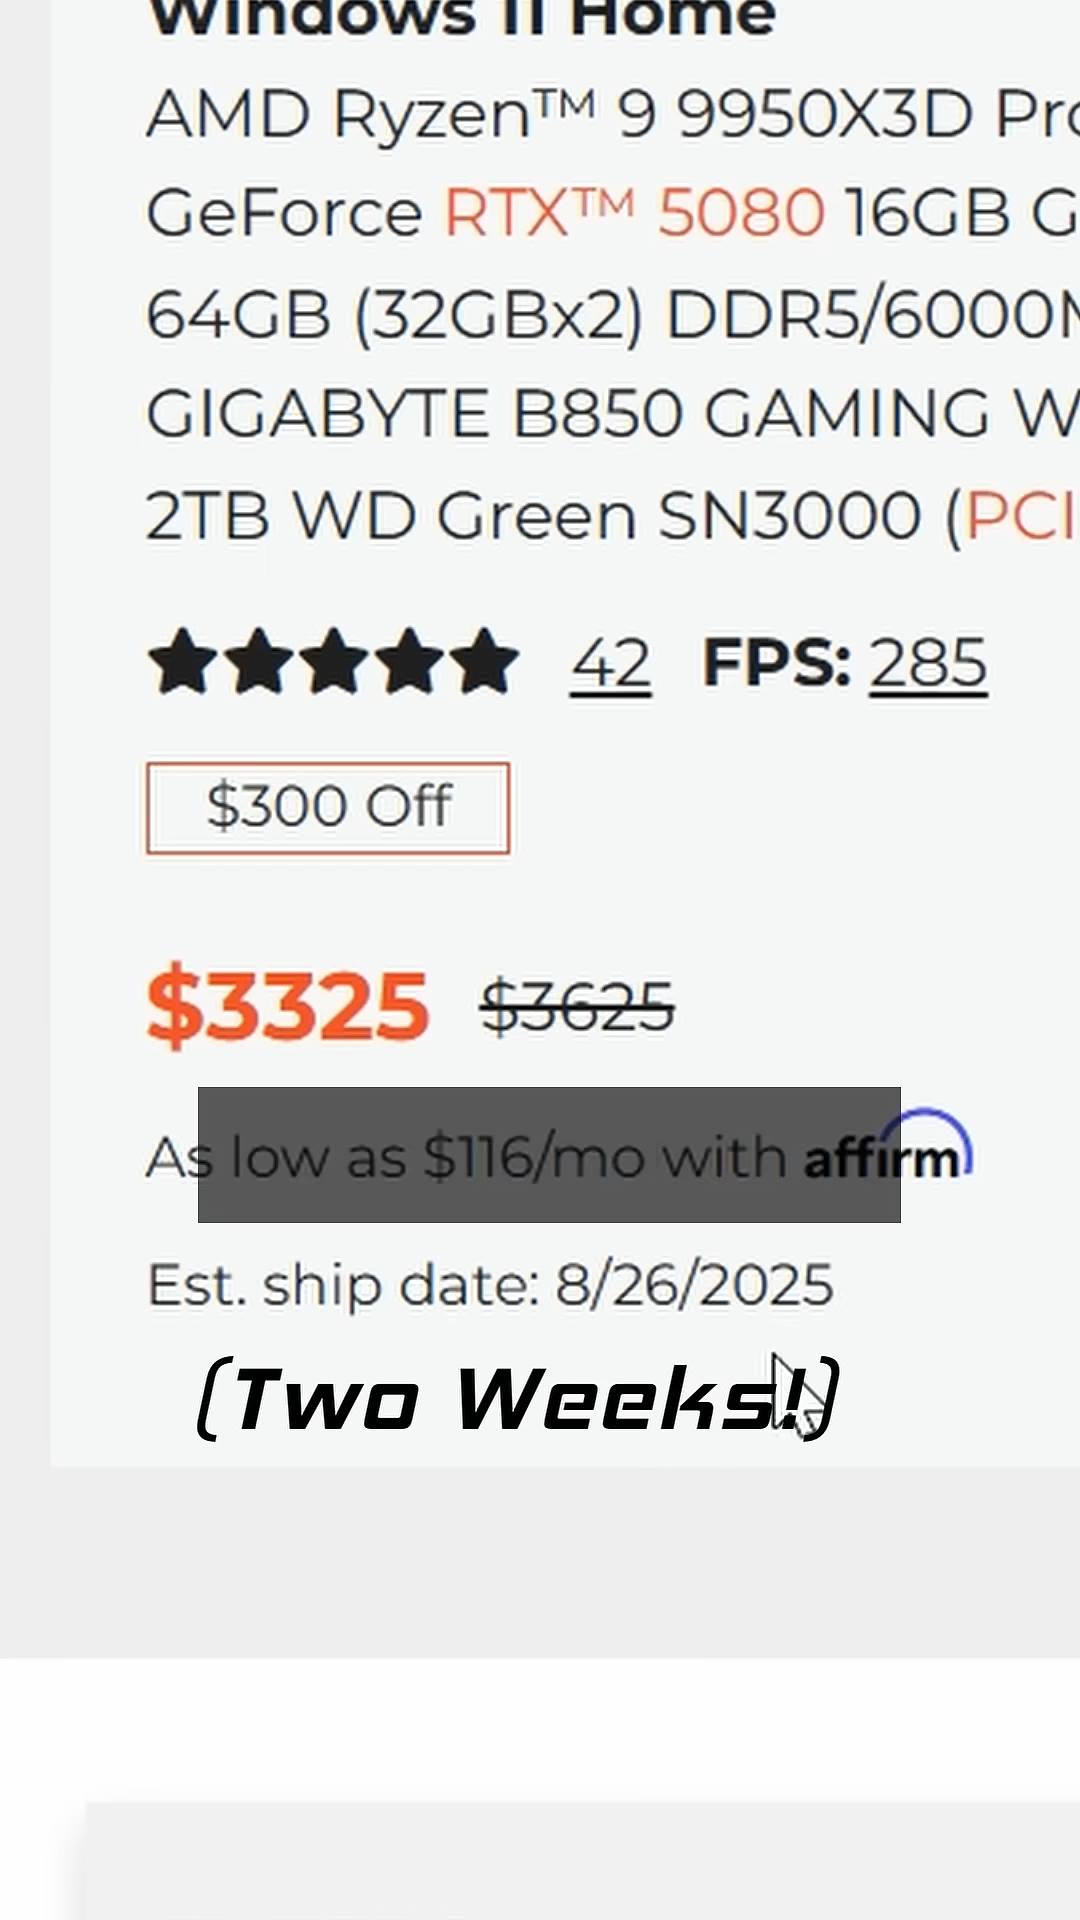 Windows 11 Home
AMD Ryzen™ 9 9950X3D
GeForce RTX™ 5080 16GB
64GB (32GBx2) DDR5/6000
GIGABYTE B850 GAMING
2TB WD Green SN3000 (PCI
42 FPS: 285
$300 Off
$3325 $3625
As low as $116/mo with affirm
Est. ship date: 8/26/2025
(Two Weeks!)